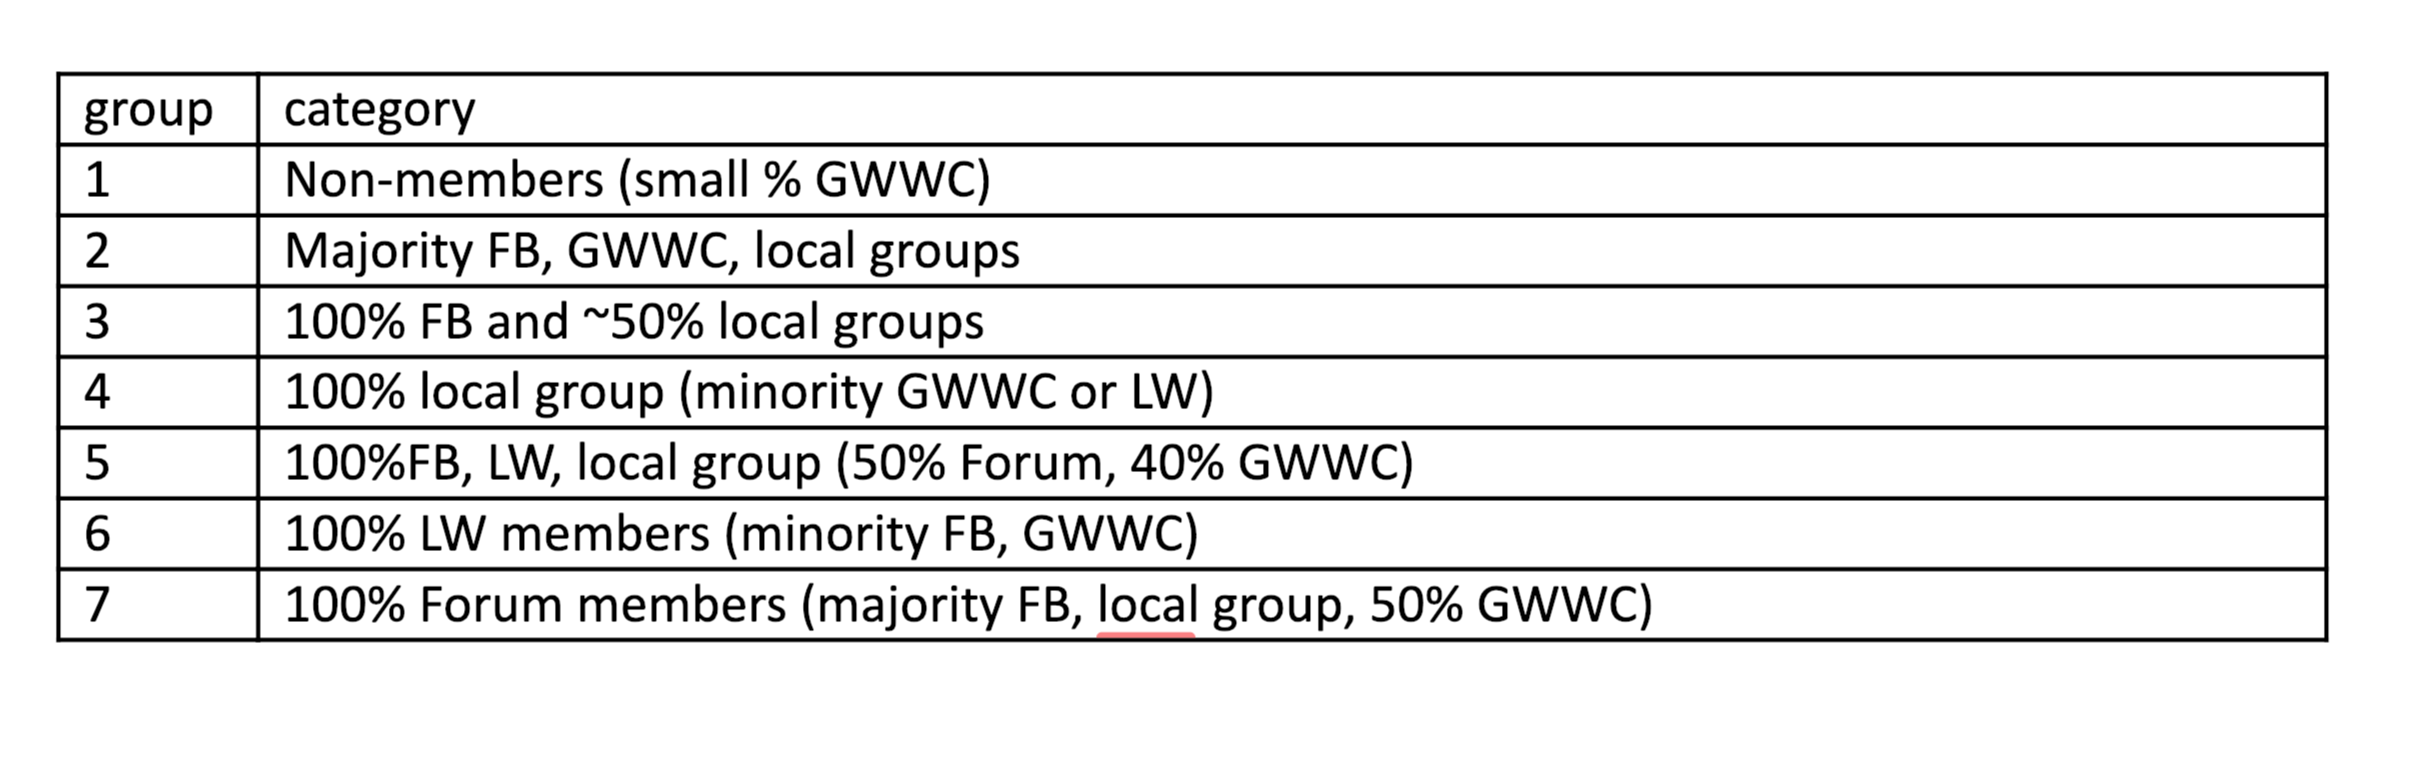 group category
1 Non-members (small % GWWC)
2 Majority FB, GWWC, local groups
3 100% FB and ~50% local groups
4 100% local group (minority GWWC or LW)
5 100%FB, LW, local group (50% Forum, 40% GWWC)
6 100% LW members (minority FB, GWWC)
7 100% Forum members (majority FB, local group, 50% GWWC)